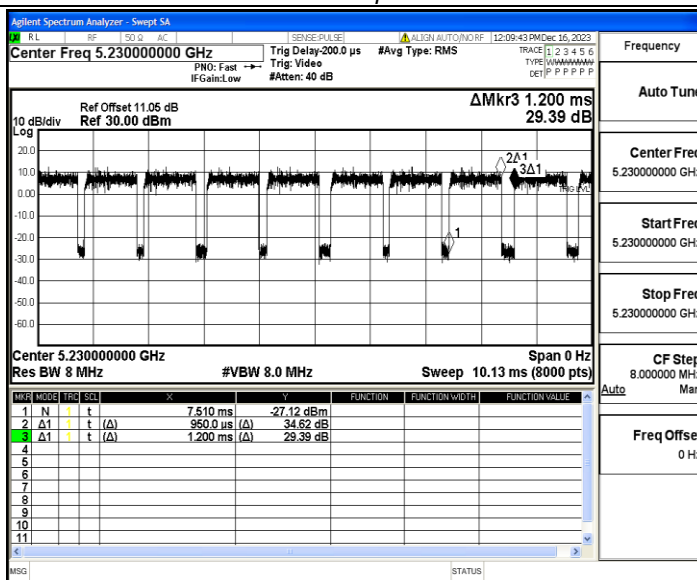 Agilent Spectrum Analyzer - Swept SA
RL RF 50 Ω AC SENSE:PULSE ALIGN AUTO/NO RF 12:09:43 PM Dec 16, 2023
Center Freq 5.230000000 GHz
PNO: Fast
IFGain:Low
Trig Delay-200.0 µs
Trig: Video
#Atten: 40 dB
#Avg Type: RMS
TRACE 1 2 3 4 5 6
TYPE
DET P P P P P P
Ref Offset 11.05 dB
10 dB/div Ref 30.00 dBm
Log
ΔMkr3 1.200 ms
29.39 dB
20.0
10.0
0.00
-10.0
-20.0
-30.0
-40.0
-50.0
-60.0
2Δ1
3Δ1
TRIG LVL
1
Center 5.230000000 GHz Span 0 Hz
Res BW 8 MHz #VBW 8.0 MHz Sweep 10.13 ms (8000 pts)
MKR MODE TRC SCL X Y FUNCTION FUNCTION WIDTH FUNCTION VALUE
1 N 1 t 7.510 ms -27.12 dBm
2 Δ1 1 t (Δ) 950.0 µs (Δ) 34.62 dB
3 Δ1 1 t (Δ) 1.200 ms (Δ) 29.39 dB
4
5
6
7
8
9
10
11
MSG STATUS
Frequency
Auto Tune
Center Freq
5.230000000 GHz
Start Freq
5.230000000 GHz
Stop Freq
5.230000000 GHz
CF Step
8.000000 MHz
Auto Man
Freq Offset
0 Hz